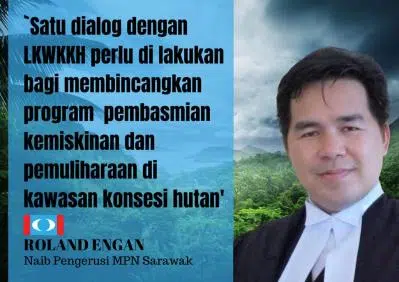 `Satu dialog dengan
LKWKKH perlu di lakukan
bagi membincangkan
program pembasmian
kemiskinan dan
pemuliharaan di
kawasan konsesi hutan'
ROLAND ENGAN
Naib Pengerusi MPN Sarawak